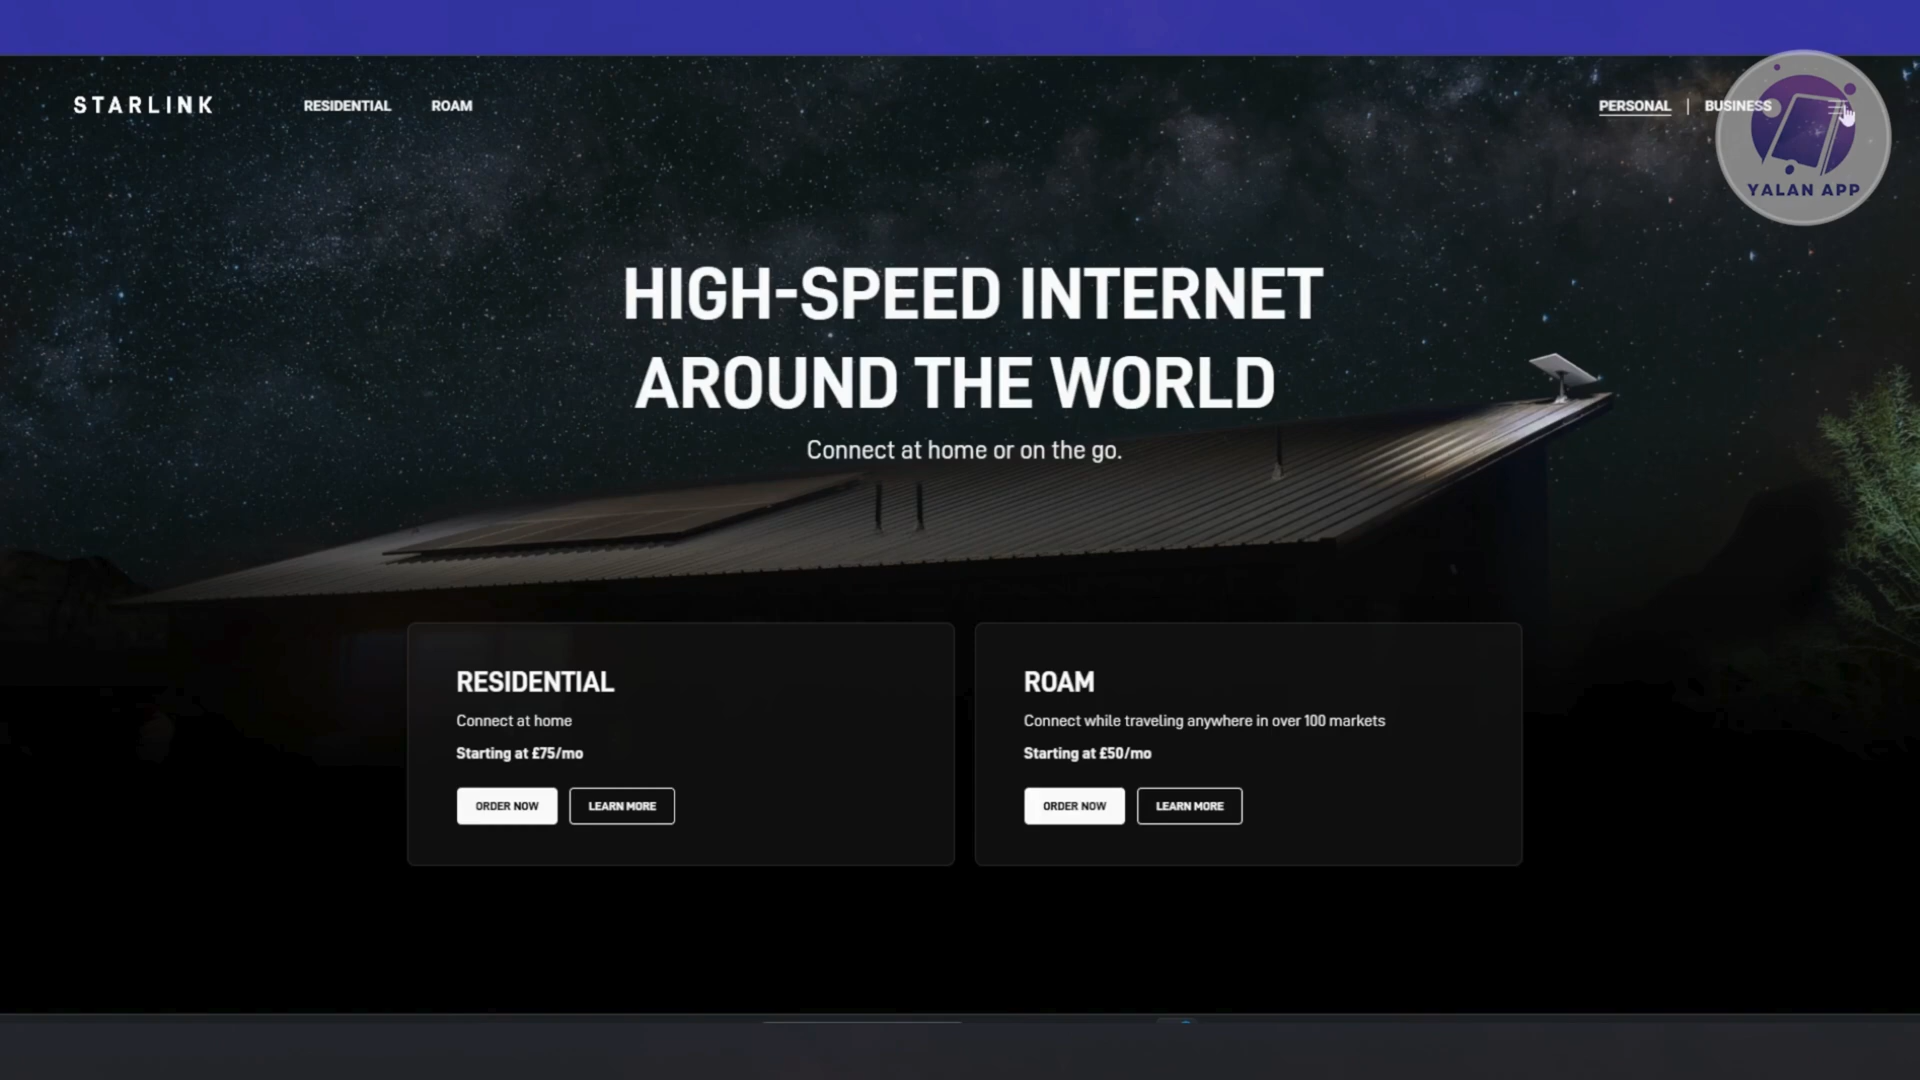 STARLINK
RESIDENTIAL
ROAM
PERSONAL | BUSINESS
YALAN APP
HIGH-SPEED INTERNET
AROUND THE WORLD
Connect at home or on the go.
RESIDENTIAL
Connect at home
Starting at £75/mo
ORDER NOW
LEARN MORE
ROAM
Connect while traveling anywhere in over 100 markets
Starting at £50/mo
ORDER NOW
LEARN MORE